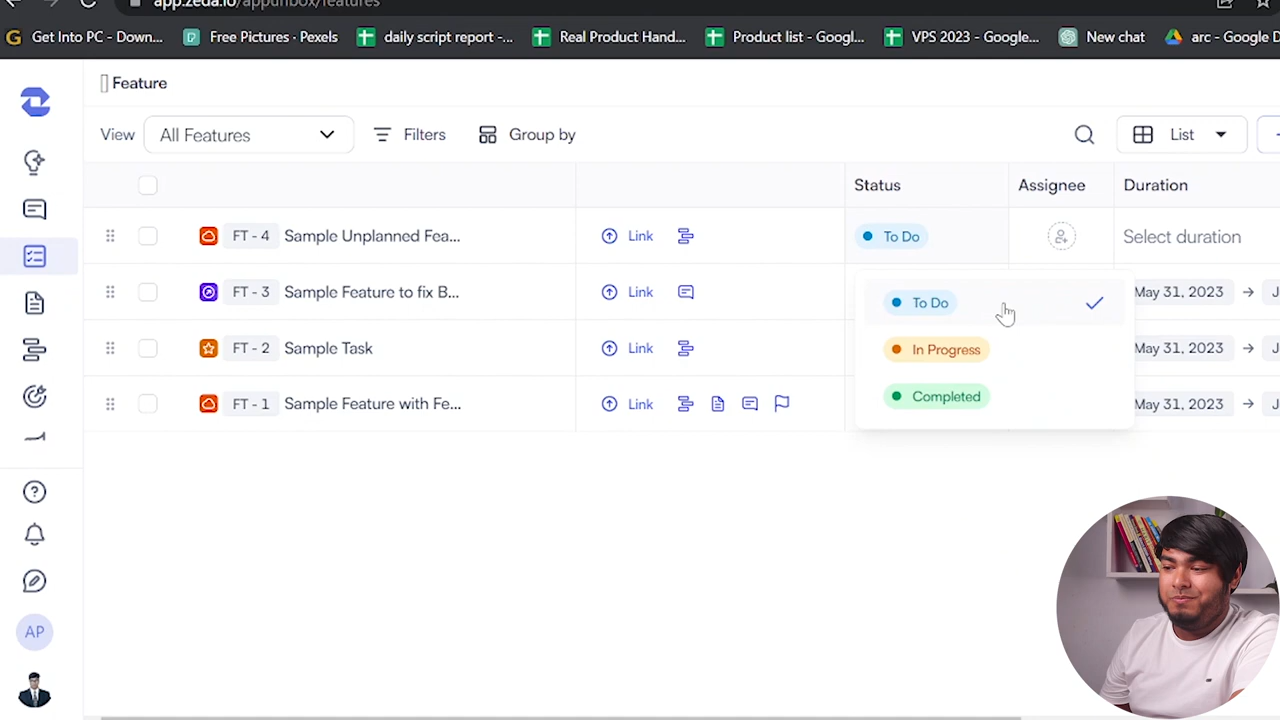 app.zeda.io/appunbox/features
G Get Into PC - Down... Free Pictures · Pexels daily script report -... Real Product Hand... Product list - Googl... VPS 2023 - Google... New chat arc - Google D
Feature
View All Features Filters Group by List
Status Assignee Duration
FT - 4 Sample Unplanned Fea... Link To Do Select duration
FT - 3 Sample Feature to fix B... Link May 31, 2023 → J
To Do
FT - 2 Sample Task Link In Progress May 31, 2023 → J
FT - 1 Sample Feature with Fe... Link Completed May 31, 2023 → J
AP